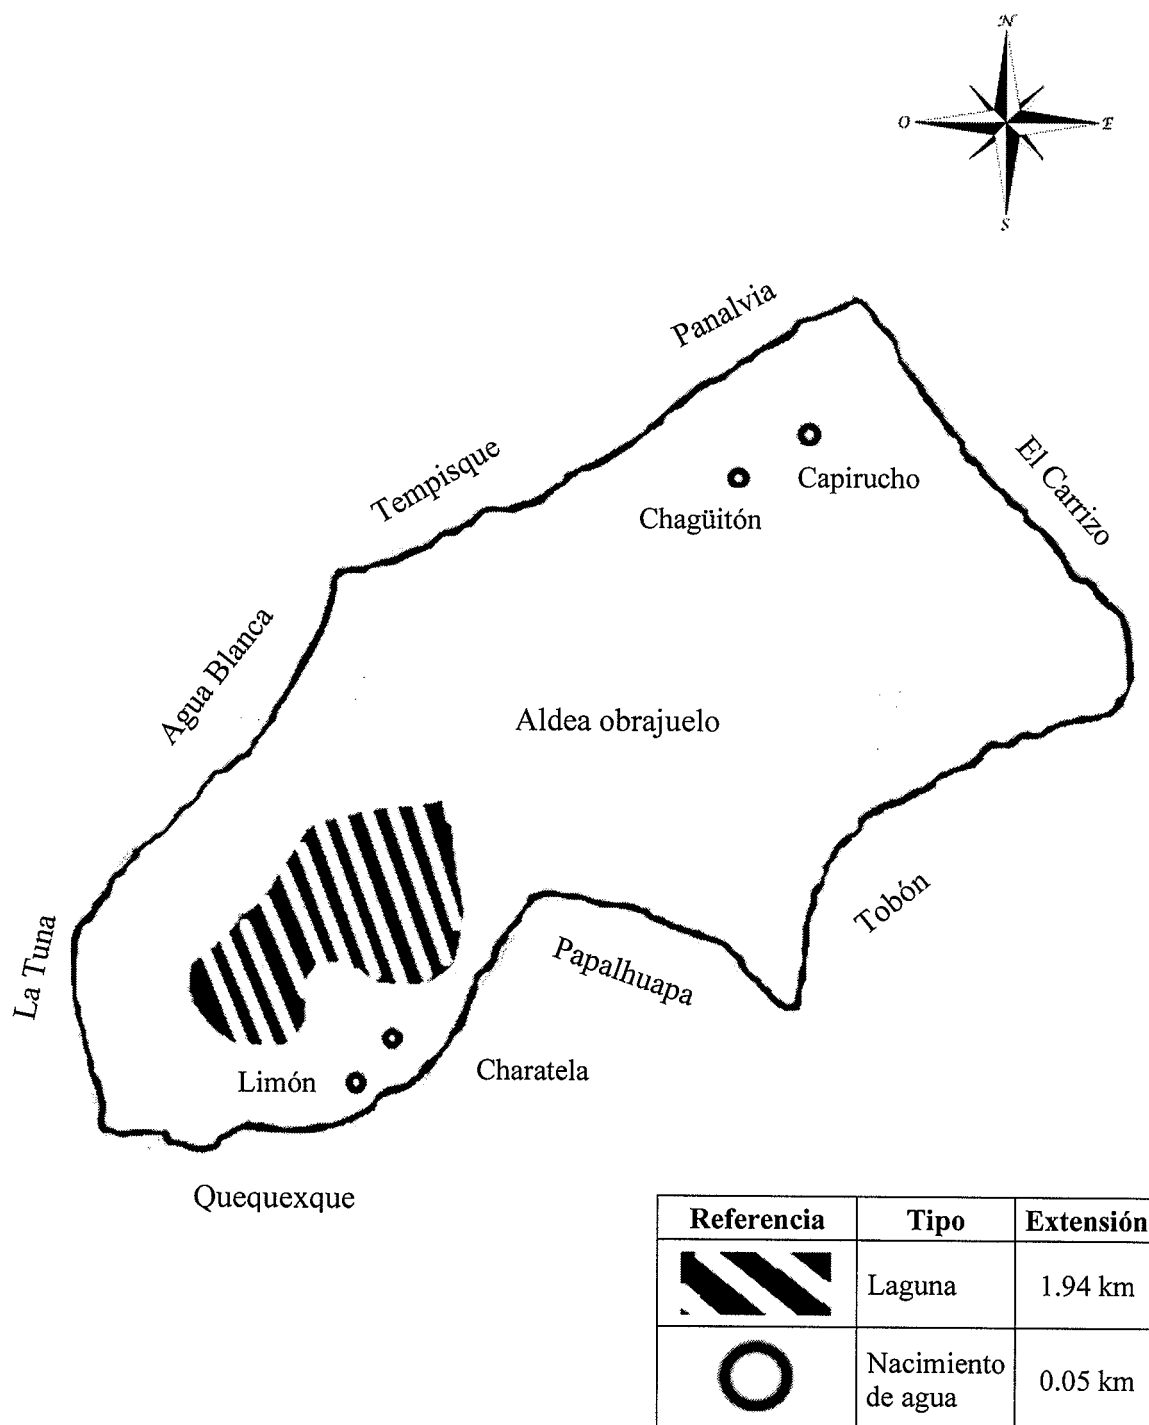 N
O
E
S
Panalvia
El Carrizo
Tempisque
Capirucho
Chagüitón
Agua Blanca
Aldea obrajuelo
Tobón
La Tuna
Papalhuapa
Charatela
Limón
Quequexque
Referencia Tipo Extensión
Laguna 1.94 km
Nacimiento
de agua 0.05 km